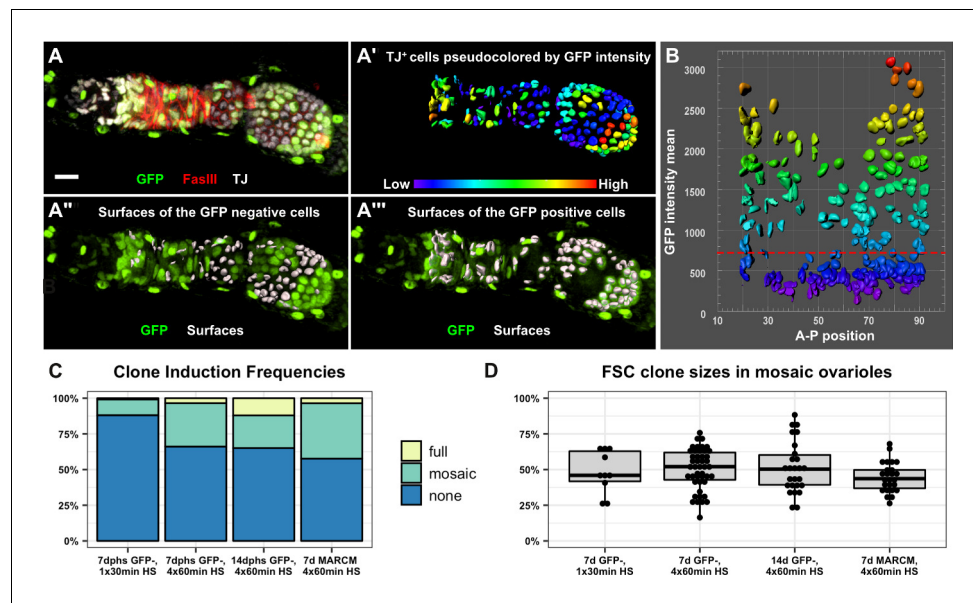 A
GFP FasIII TJ
A'
TJ+ cells pseudocolored by GFP intensity
Low High
B
3000
2500
2000
1500
1000
500
0
GFP intensity mean
10 30 50 70 90
A-P position
A''
Surfaces of the GFP negative cells
GFP Surfaces
A'''
Surfaces of the GFP positive cells
GFP Surfaces
C
Clone Induction Frequencies
100%
75%
50%
25%
0%
7dphs GFP-, 7dphs GFP-, 14dphs GFP-, 7d MARCM
1x30min HS 4x60min HS 4x60min HS 4x60min HS
full
mosaic
none
D
FSC clone sizes in mosaic ovarioles
100%
75%
50%
25%
0%
7d GFP-, 7d GFP-, 14d GFP-, 7d MARCM,
1x30min HS 4x60min HS 4x60min HS 4x60min HS